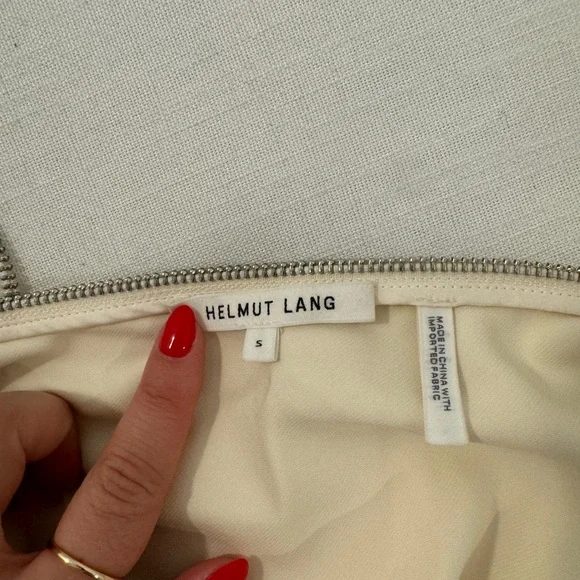 HELMUT LANG
S
MADE IN CHINA WITH
IMPORTED FABRIC